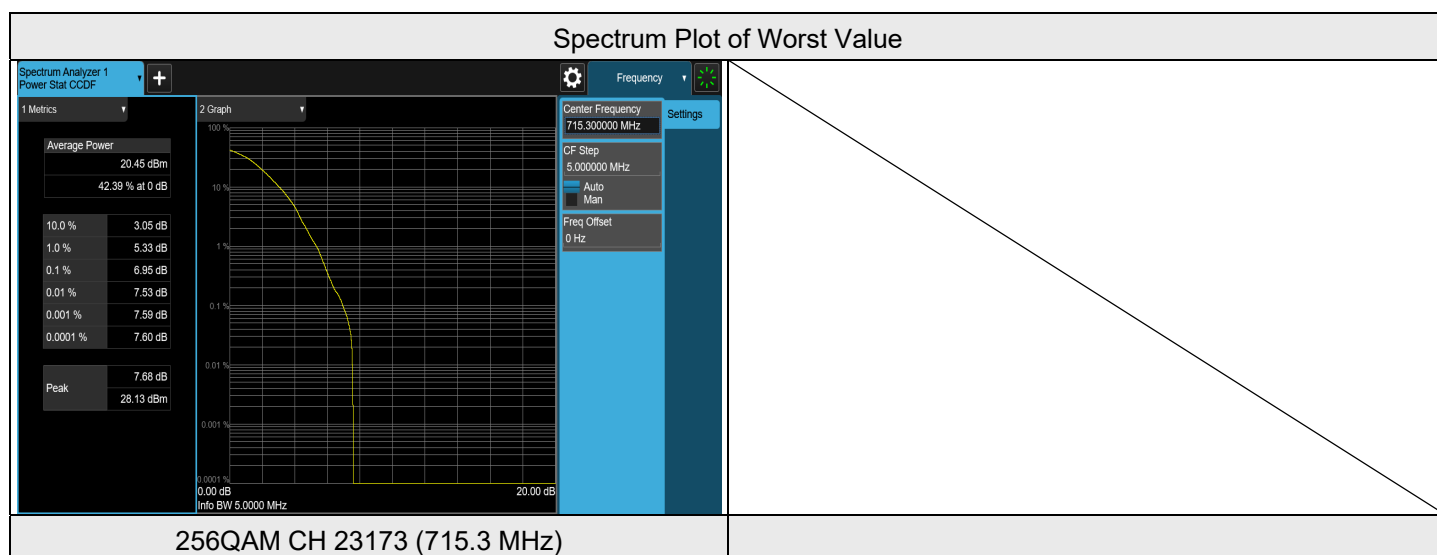 Spectrum Plot of Worst Value
Spectrum Analyzer 1
Power Stat CCDF
+
Frequency
1 Metrics
2 Graph
Center Frequency
715.300000 MHz
Settings
CF Step
5.000000 MHz
Auto
Man
Freq Offset
0 Hz
Average Power
20.45 dBm
42.39 % at 0 dB
10.0 % 3.05 dB
1.0 % 5.33 dB
0.1 % 6.95 dB
0.01 % 7.53 dB
0.001 % 7.59 dB
0.0001 % 7.60 dB
Peak 7.68 dB
28.13 dBm
100 %
10 %
1 %
0.1 %
0.01 %
0.001 %
0.0001 %
0.00 dB 20.00 dB
Info BW 5.0000 MHz
256QAM CH 23173 (715.3 MHz)